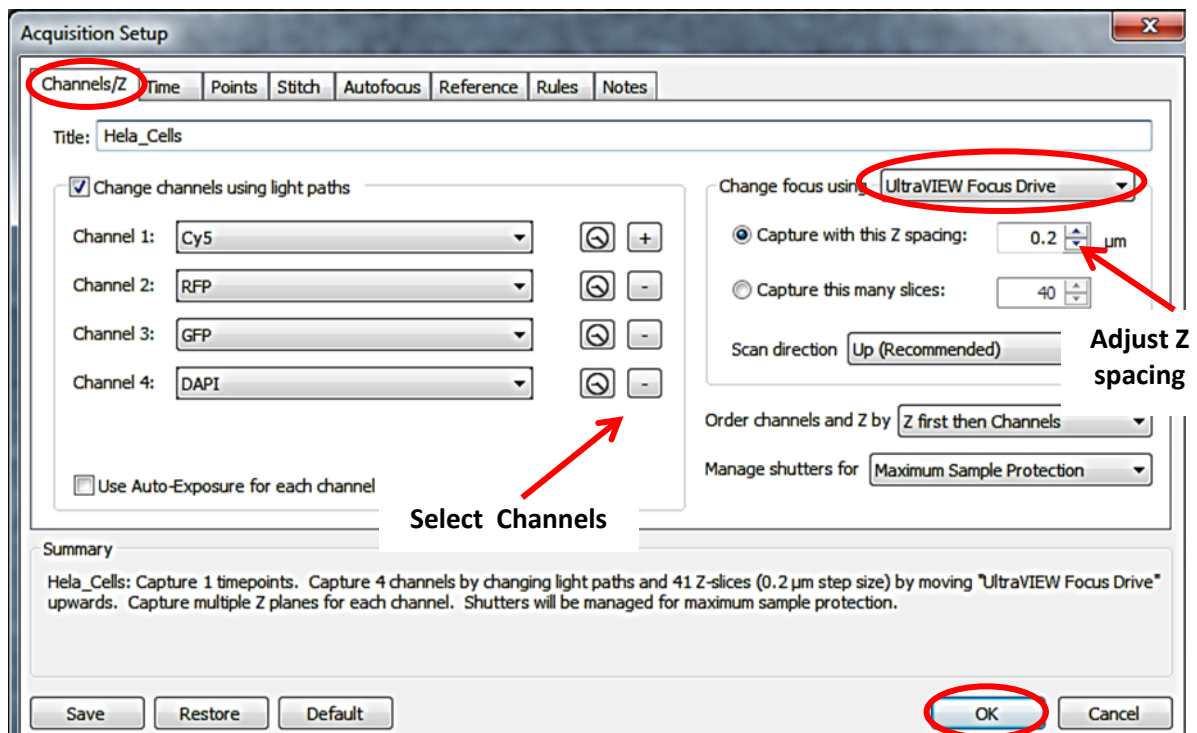 Acquisition Setup
Channels/Z Time Points Stitch Autofocus Reference Rules Notes
Title: Hela_Cells
Change channels using light paths
Channel 1: Cy5 +
Channel 2: RFP -
Channel 3: GFP -
Channel 4: DAPI -
Use Auto-Exposure for each channel
Select Channels
Change focus using UltraVIEW Focus Drive
Capture with this Z spacing: 0.2 µm
Capture this many slices: 40
Scan direction Up (Recommended)
Adjust Z
spacing
Order channels and Z by Z first then Channels
Manage shutters for Maximum Sample Protection
Summary
Hela_Cells: Capture 1 timepoints. Capture 4 channels by changing light paths and 41 Z-slices (0.2 µm step size) by moving "UltraVIEW Focus Drive"
upwards. Capture multiple Z planes for each channel. Shutters will be managed for maximum sample protection.
Save Restore Default OK Cancel